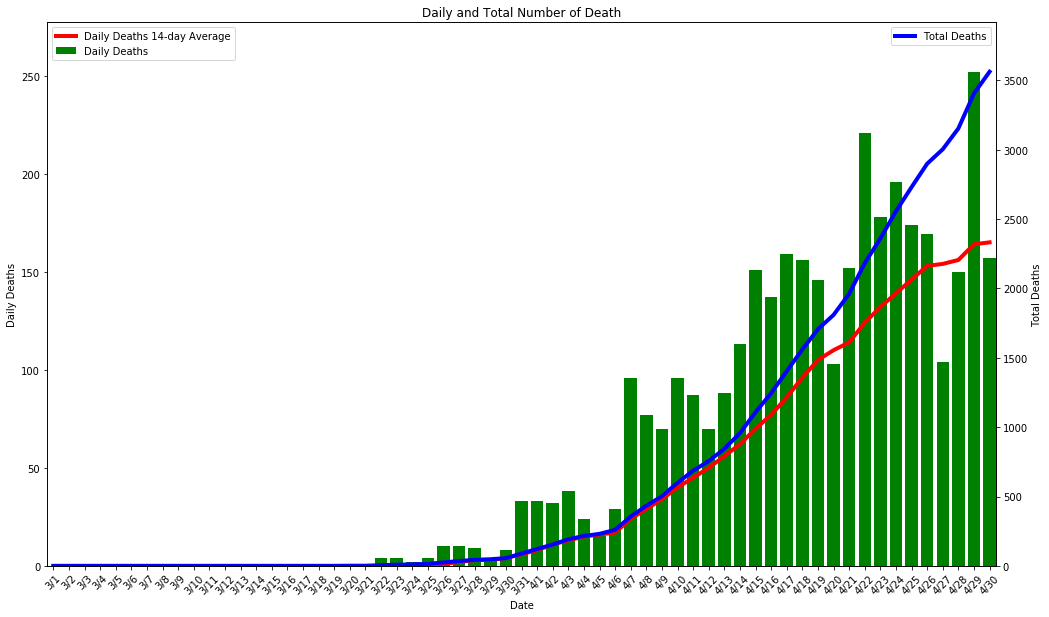 Daily and Total Number of Death
Daily Deaths 14-day Average
Daily Deaths
Total Deaths
250
200
150
100
50
0
Daily Deaths
3500
3000
2500
2000
1500
1000
500
0
Total Deaths
3/1 3/2 3/3 3/4 3/5 3/6 3/7 3/8 3/9 3/10 3/11 3/12 3/13 3/14 3/15 3/16 3/17 3/18 3/19 3/20 3/21 3/22 3/23 3/24 3/25 3/26 3/27 3/28 3/29 3/30 3/31 4/1 4/2 4/3 4/4 4/5 4/6 4/7 4/8 4/9 4/10 4/11 4/12 4/13 4/14 4/15 4/16 4/17 4/18 4/19 4/20 4/21 4/22 4/23 4/24 4/25 4/26 4/27 4/28 4/29 4/30
Date